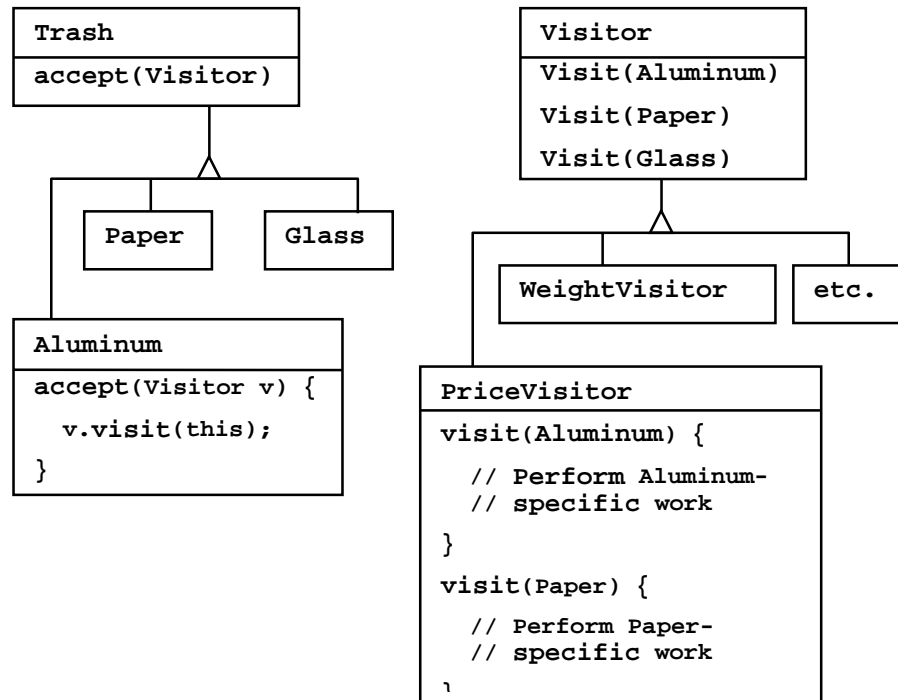 Trash
accept(Visitor)
Paper
Glass
Aluminum
accept(Visitor v) {
v.visit(this);
}
Visitor
Visit(Aluminum)
Visit(Paper)
Visit(Glass)
WeightVisitor
etc.
PriceVisitor
visit(Aluminum) {
// Perform Aluminum-
// specific work
}
visit(Paper) {
// Perform Paper-
// specific work